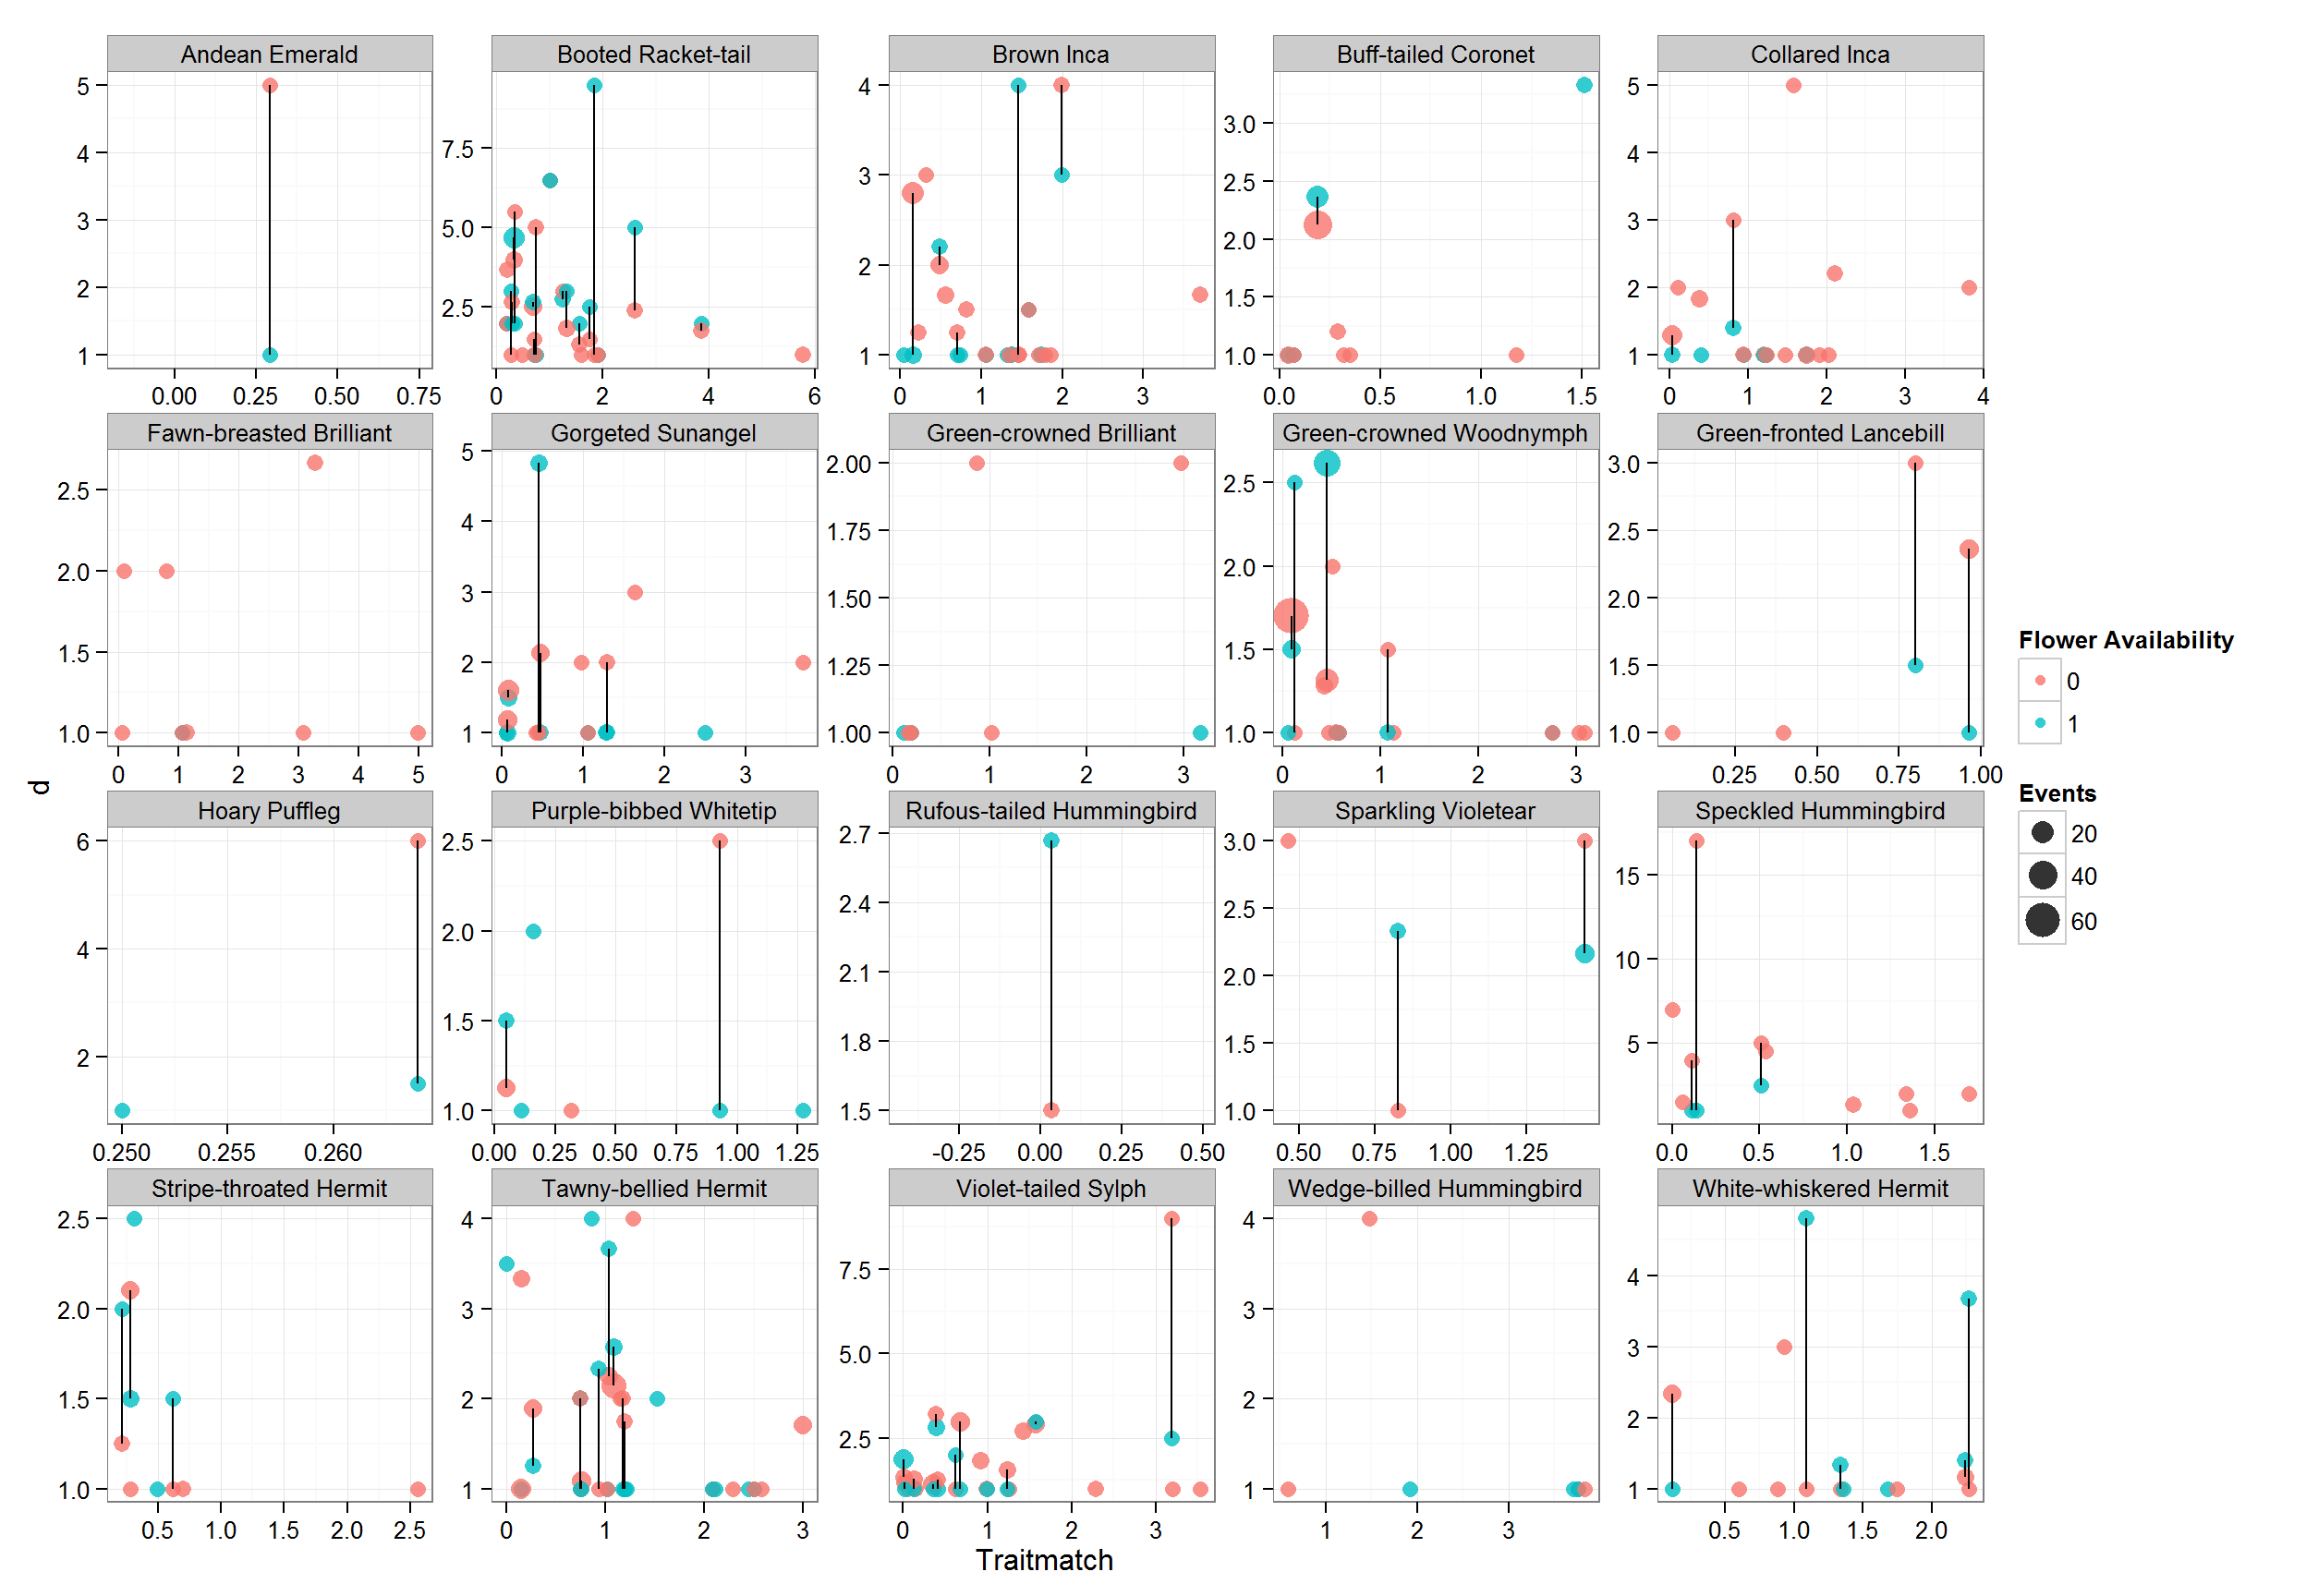 Andean Emerald Booted Racket-tail Brown Inca Buff-tailed Coronet Collared Inca
5 4 3 2 1
7.5 5.0 2.5
4 3 2 1
3.0 2.5 2.0 1.5 1.0
5 4 3 2 1
0.00 0.25 0.50 0.75
0 2 4 6
0 1 2 3
0.0 0.5 1.0 1.5
0 1 2 3 4
Fawn-breasted Brilliant Gorgeted Sunangel Green-crowned Brilliant Green-crowned Woodnymph Green-fronted Lancebill
2.5 2.0 1.5 1.0
5 4 3 2 1
2.00 1.75 1.50 1.25 1.00
2.5 2.0 1.5 1.0
3.0 2.5 2.0 1.5 1.0
0 1 2 3 4 5
0 1 2 3
0 1 2 3
0 1 2 3
0.25 0.50 0.75 1.00
Hoary Puffleg Purple-bibbed Whitetip Rufous-tailed Hummingbird Sparkling Violetear Speckled Hummingbird
6 4 2
2.5 2.0 1.5 1.0
2.7 2.4 2.1 1.8 1.5
3.0 2.5 2.0 1.5 1.0
15 10 5
0.250 0.255 0.260
0.00 0.25 0.50 0.75 1.00 1.25
-0.25 0.00 0.25 0.50
0.50 0.75 1.00 1.25
0.0 0.5 1.0 1.5
Stripe-throated Hermit Tawny-bellied Hermit Violet-tailed Sylph Wedge-billed Hummingbird White-whiskered Hermit
2.5 2.0 1.5 1.0
4 3 2 1
7.5 5.0 2.5
4 3 2 1
4 3 2 1
0.5 1.0 1.5 2.0 2.5
0 1 2 3
0 1 2 3
1 2 3
0.5 1.0 1.5 2.0
d
Traitmatch
Flower Availability
0
1
Events
20
40
60